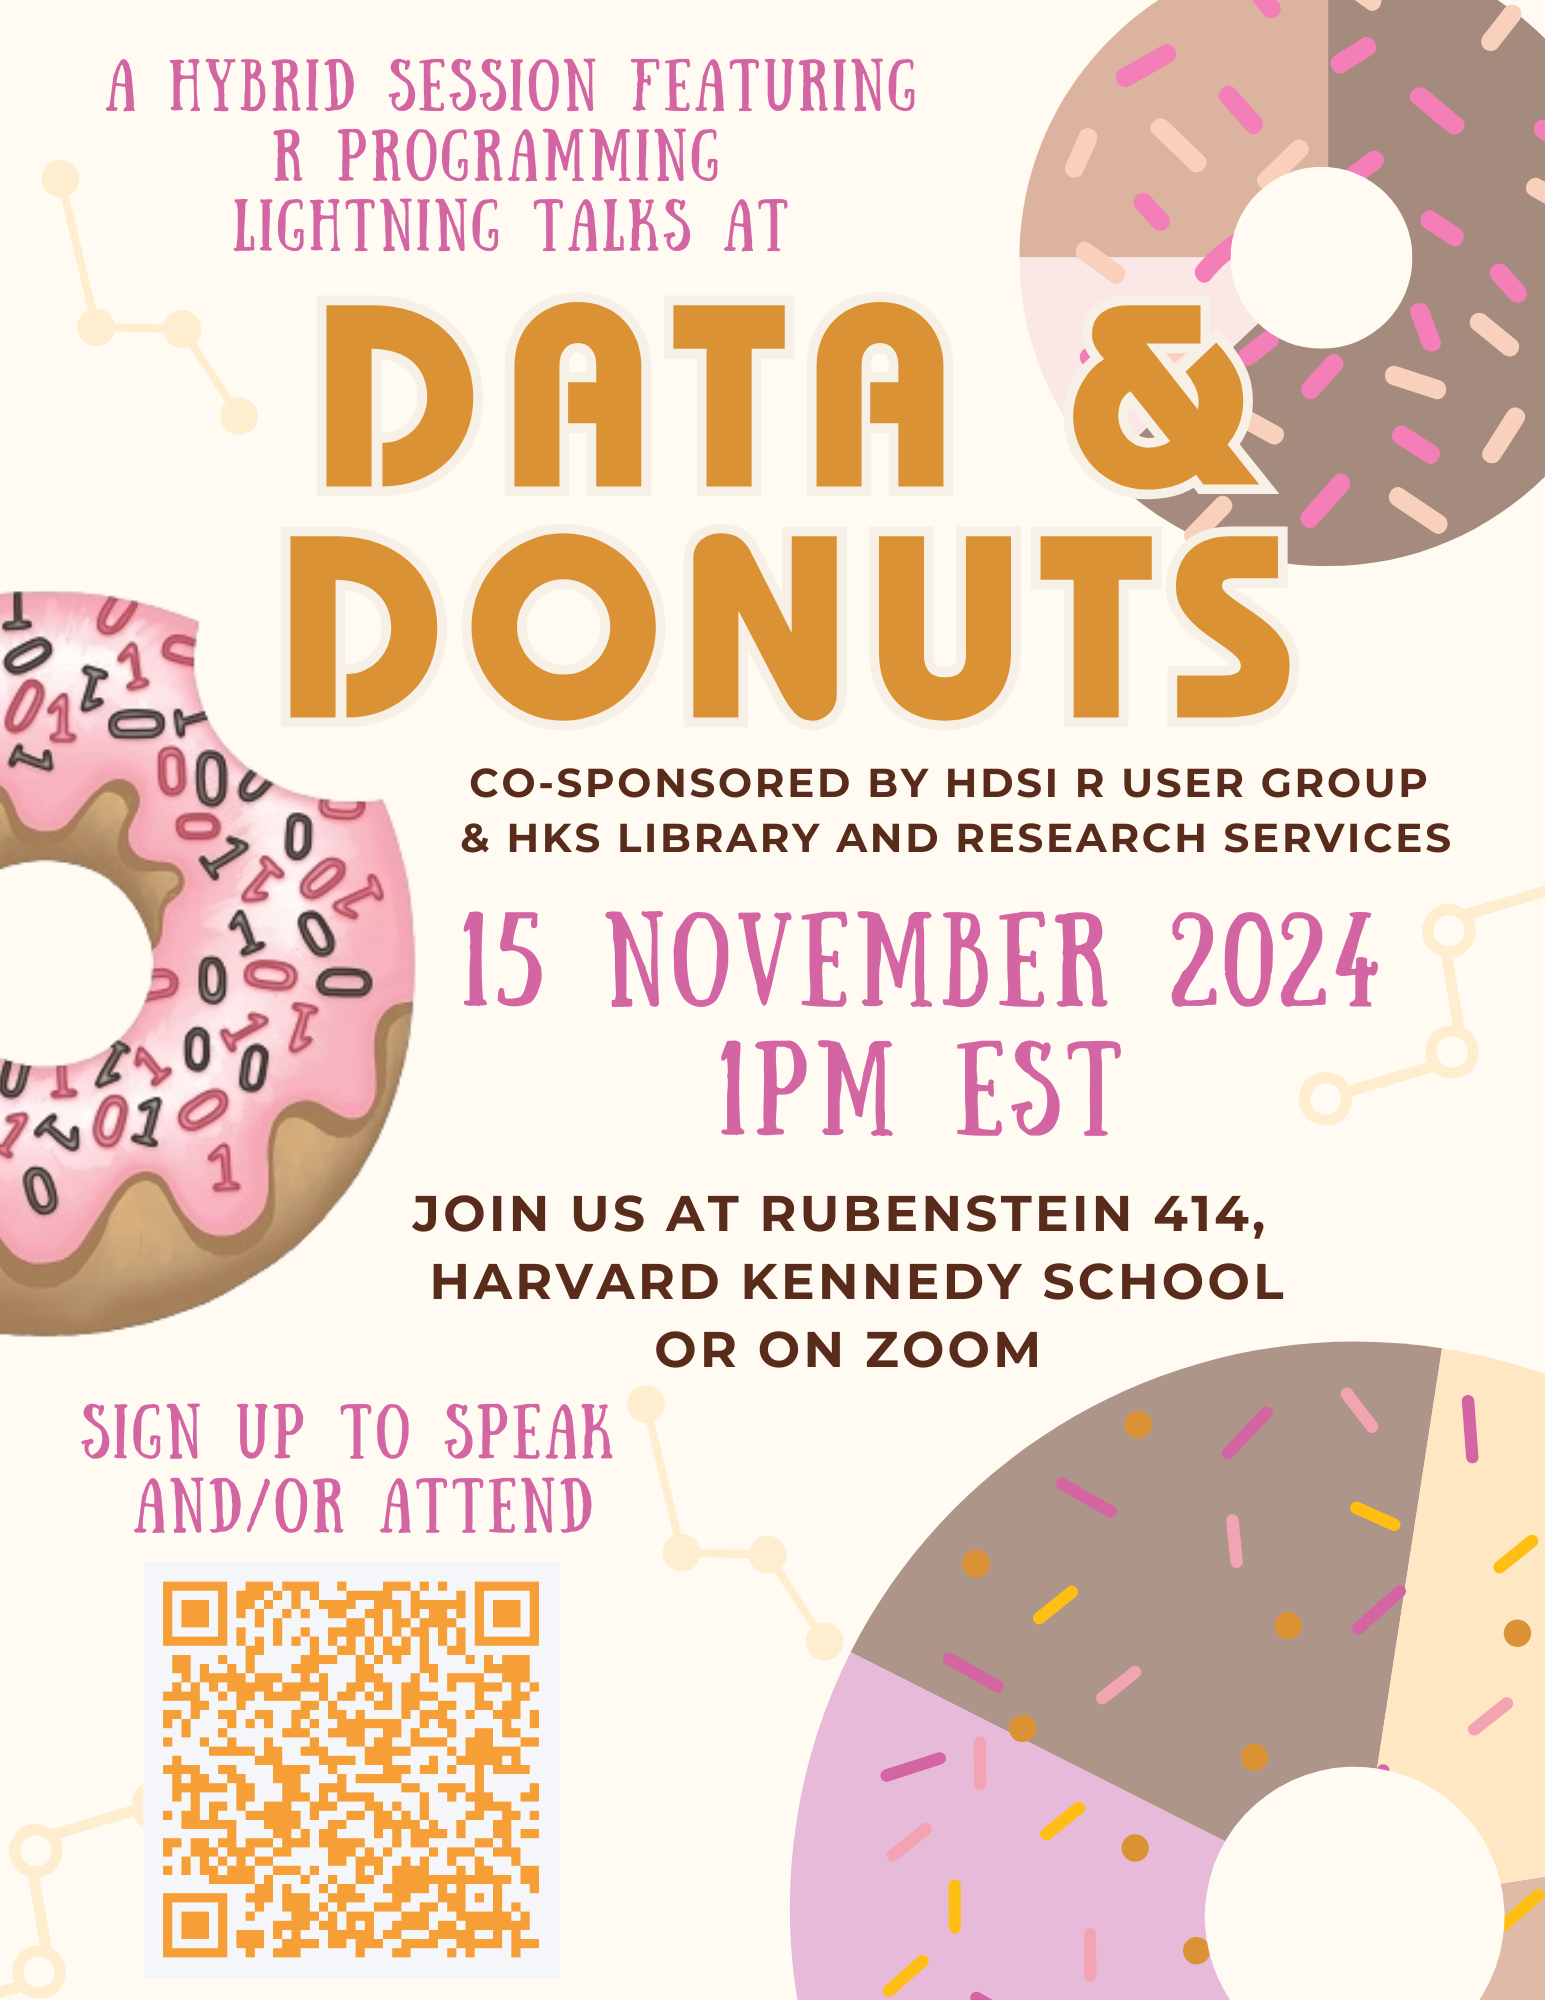 A HYBRID SESSION FEATURING
R PROGRAMMING
LIGHTNING TALKS AT
DATA &
DONUTS
CO-SPONSORED BY HDSI R USER GROUP
& HKS LIBRARY AND RESEARCH SERVICES
15 NOVEMBER 2024
1PM EST
JOIN US AT RUBENSTEIN 414,
HARVARD KENNEDY SCHOOL
OR ON ZOOM
SIGN UP TO SPEAK
AND/OR ATTEND